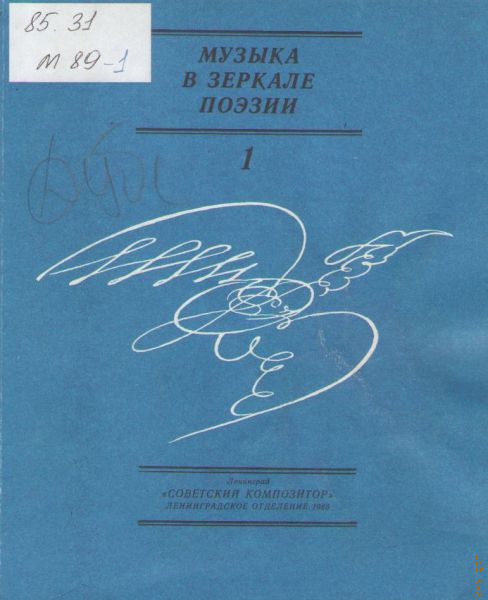 85.31
М 89-1
МУЗЫКА
В ЗЕРКАЛЕ
ПОЭЗИИ
1
Ленинград
«СОВЕТСКИЙ КОМПОЗИТОР»
ЛЕНИНГРАДСКОЕ ОТДЕЛЕНИЕ 1985